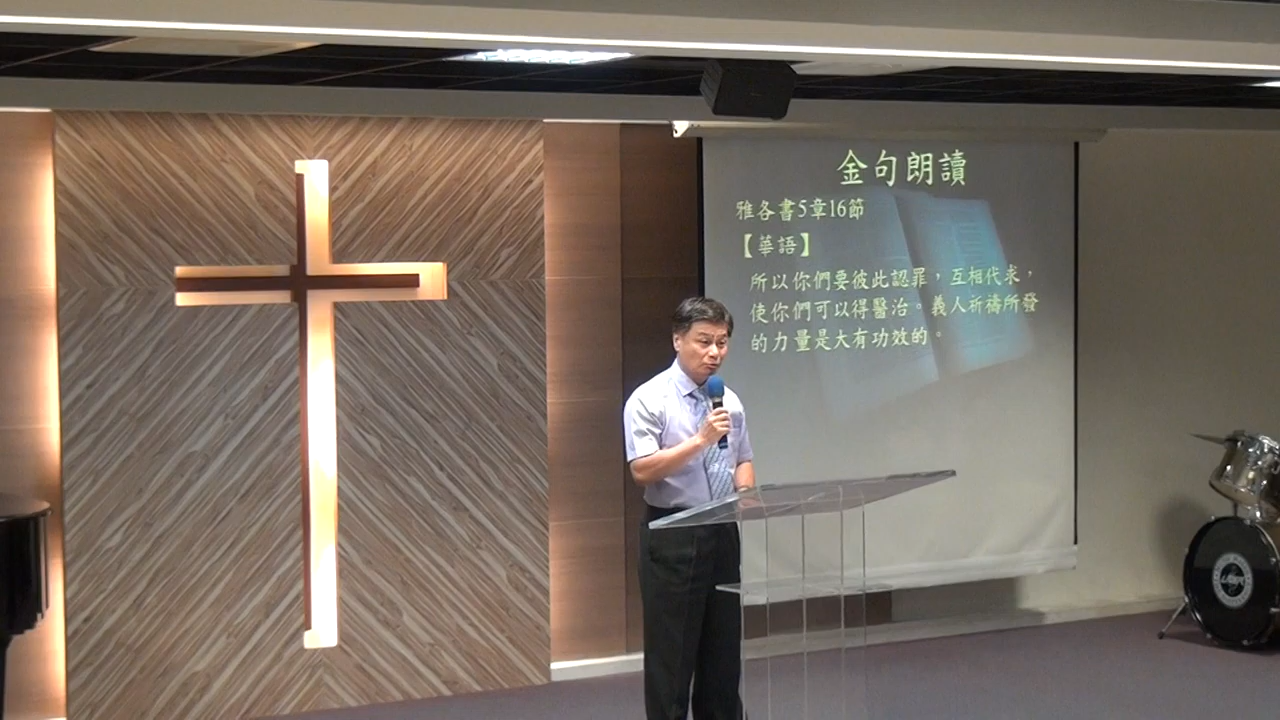 金句朗讀
雅各書5章16節
【華語】
所以你們要彼此認罪，互相代求，
使你們可以得醫治。義人祈禱所發
的力量是大有功效的。